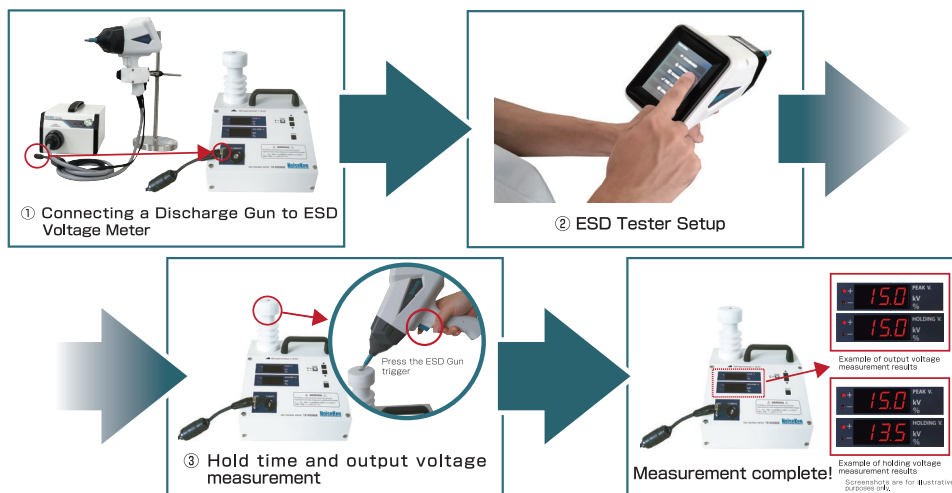 ① Connecting a Discharge Gun to ESD
Voltage Meter
② ESD Tester Setup
Press the ESD Gun
trigger
NoiseKen
③ Hold time and output voltage
measurement
NoiseKen
15.0 PEAK V.
kV
%
15.0 HOLDING V.
kV
%
Example of output voltage
measurement results
15.0 PEAK V.
kV
%
13.5 HOLDING V.
kV
%
Example of holding voltage
measurement results
Screenshots are for illustrative
purposes only.
NoiseKen
Measurement complete!